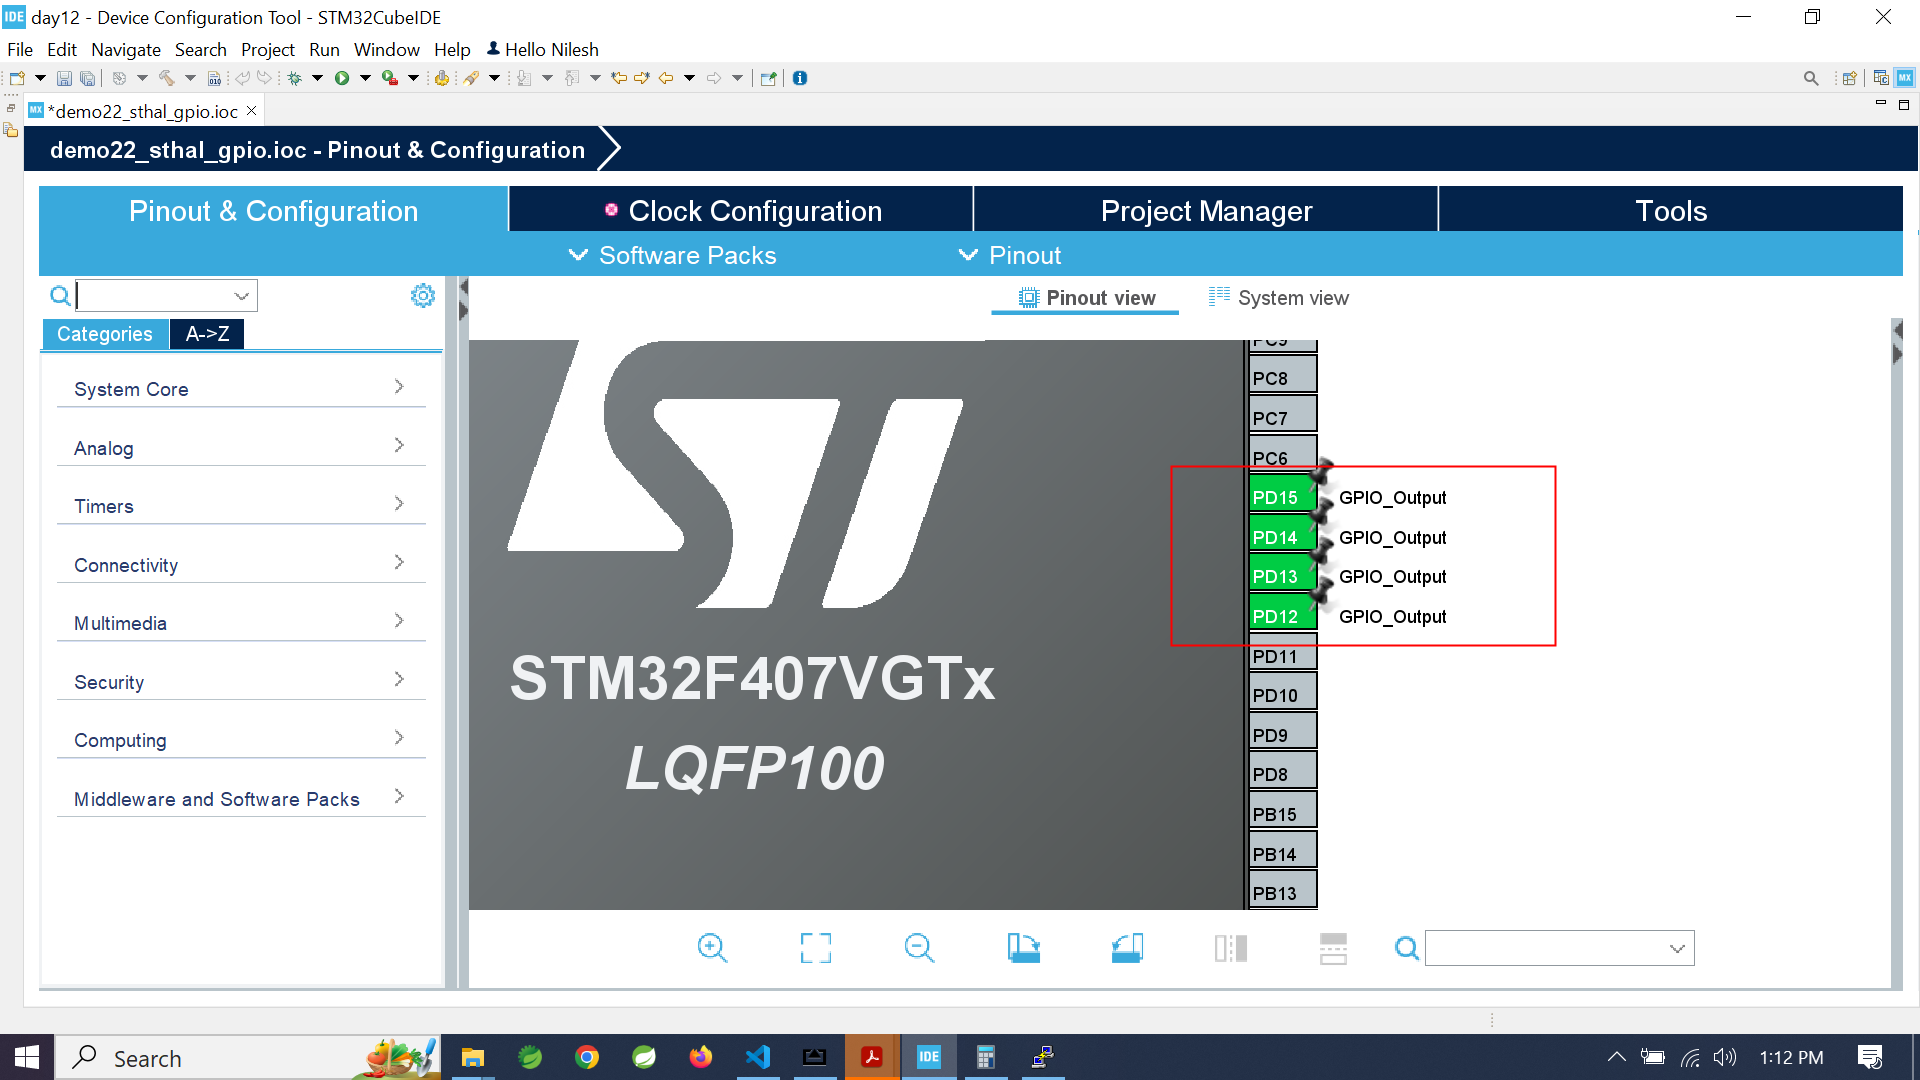 IDE day12 - Device Configuration Tool - STM32CubeIDE
File Edit Navigate Search Project Run Window Help Hello Nilesh
MX *demo22_sthal_gpio.ioc
demo22_sthal_gpio.ioc - Pinout & Configuration
Pinout & Configuration
Clock Configuration
Project Manager
Tools
Software Packs
Pinout
Pinout view
System view
Categories
A->Z
System Core
Analog
Timers
Connectivity
Multimedia
Security
Computing
Middleware and Software Packs
ST
STM32F407VGTx
LQFP100
PC9
PC8
PC7
PC6
PD15 GPIO_Output
PD14 GPIO_Output
PD13 GPIO_Output
PD12 GPIO_Output
PD11
PD10
PD9
PD8
PB15
PB14
PB13
Search
IDE
1:12 PM